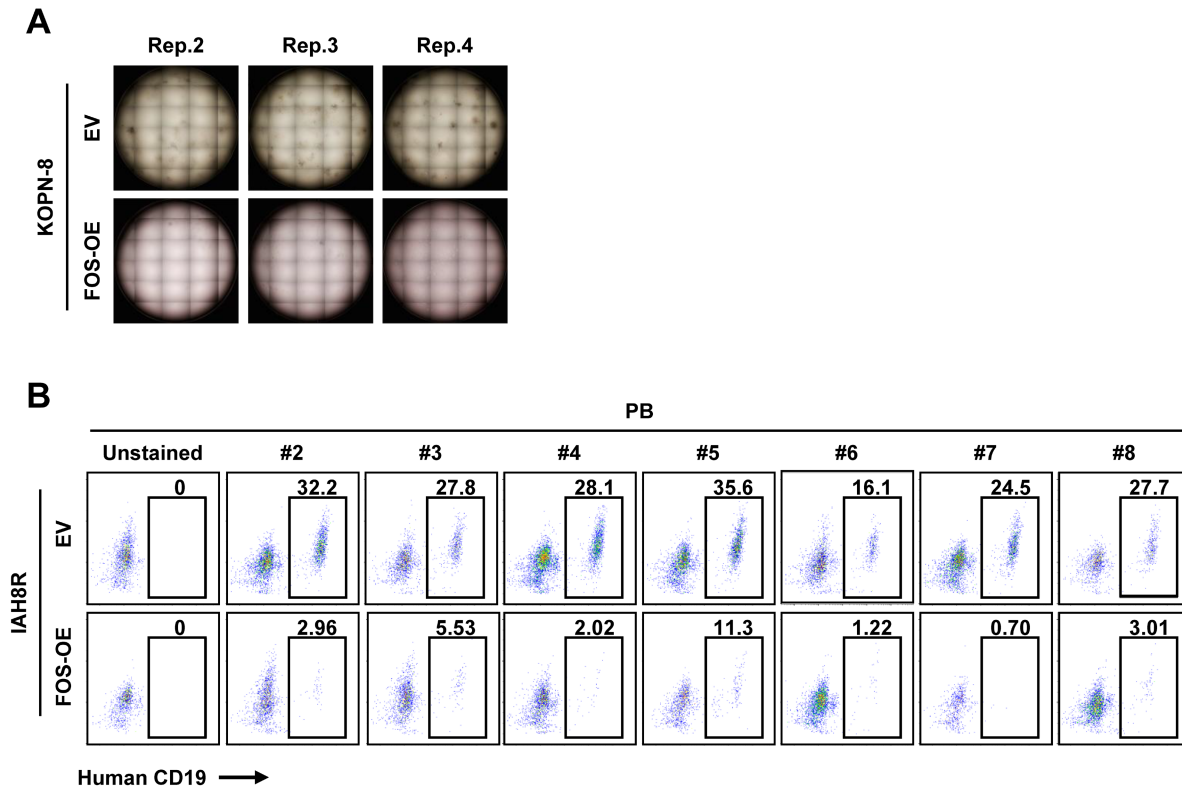 A
Rep.2 Rep.3 Rep.4
KOPN-8
EV
FOS-OE
B
PB
Unstained #2 #3 #4 #5 #6 #7 #8
IAH8R
EV
0 32.2 27.8 28.1 35.6 16.1 24.5 27.7
FOS-OE
0 2.96 5.53 2.02 11.3 1.22 0.70 3.01
Human CD19